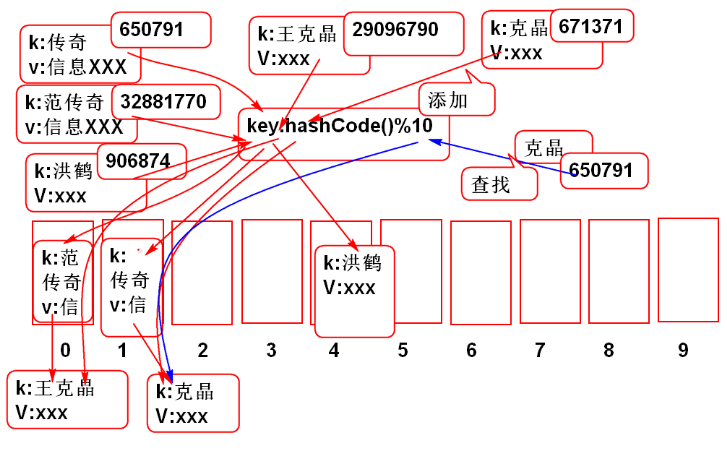 k:传奇
v:信息XXX
650791
k:王克晶
V:xxx
29096790
k:克晶
V:xxx
671371
k:范传奇
v:信息XXX
32881770
添加
key.hashCode()%10
k:洪鹤
V:xxx
906874
克晶
650791
查找
k:范
传奇
v:信
k:
传奇
v:信
k:洪鹤
V:xxx
0 1 2 3 4 5 6 7 8 9
k:王克晶
V:xxx
k:克晶
V:xxx